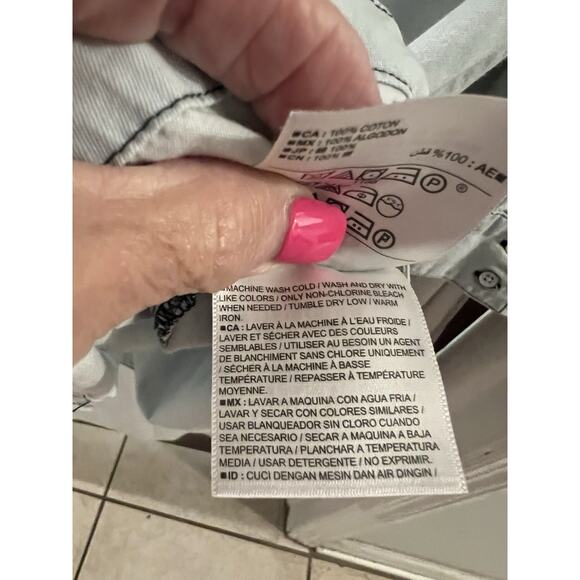 ■CA : 100% COTON
■MX : 100% ALGODON
■JP : 綿 100%
■CN : 100% 棉
■AE : 100% قطن
P ®
P
MACHINE WASH COLD / WASH AND DRY WITH
LIKE COLORS / ONLY NON-CHLORINE BLEACH
WHEN NEEDED / TUMBLE DRY LOW / WARM
IRON.
■CA : LAVER À LA MACHINE À L'EAU FROIDE /
LAVER ET SÉCHER AVEC DES COULEURS
SEMBLABLES / UTILISER AU BESOIN UN AGENT
DE BLANCHIMENT SANS CHLORE UNIQUEMENT
/ SÉCHER À LA MACHINE À BASSE
TEMPÉRATURE / REPASSER À TEMPÉRATURE
MOYENNE.
■MX : LAVAR A MAQUINA CON AGUA FRIA /
LAVAR Y SECAR CON COLORES SIMILARES /
USAR BLANQUEADOR SIN CLORO CUANDO
SEA NECESARIO / SECAR A MAQUINA A BAJA
TEMPERATURA / PLANCHAR A TEMPERATURA
MEDIA / USAR DETERGENTE / NO EXPRIMIR.
■ID : CUCI DENGAN MESIN DAN AIR DINGIN /